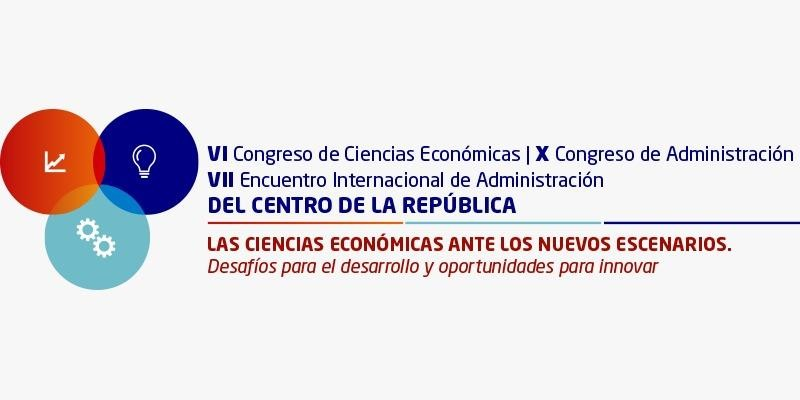 VI Congreso de Ciencias Económicas | X Congreso de Administración
VII Encuentro Internacional de Administración
DEL CENTRO DE LA REPÚBLICA
LAS CIENCIAS ECONÓMICAS ANTE LOS NUEVOS ESCENARIOS.
Desafíos para el desarrollo y oportunidades para innovar